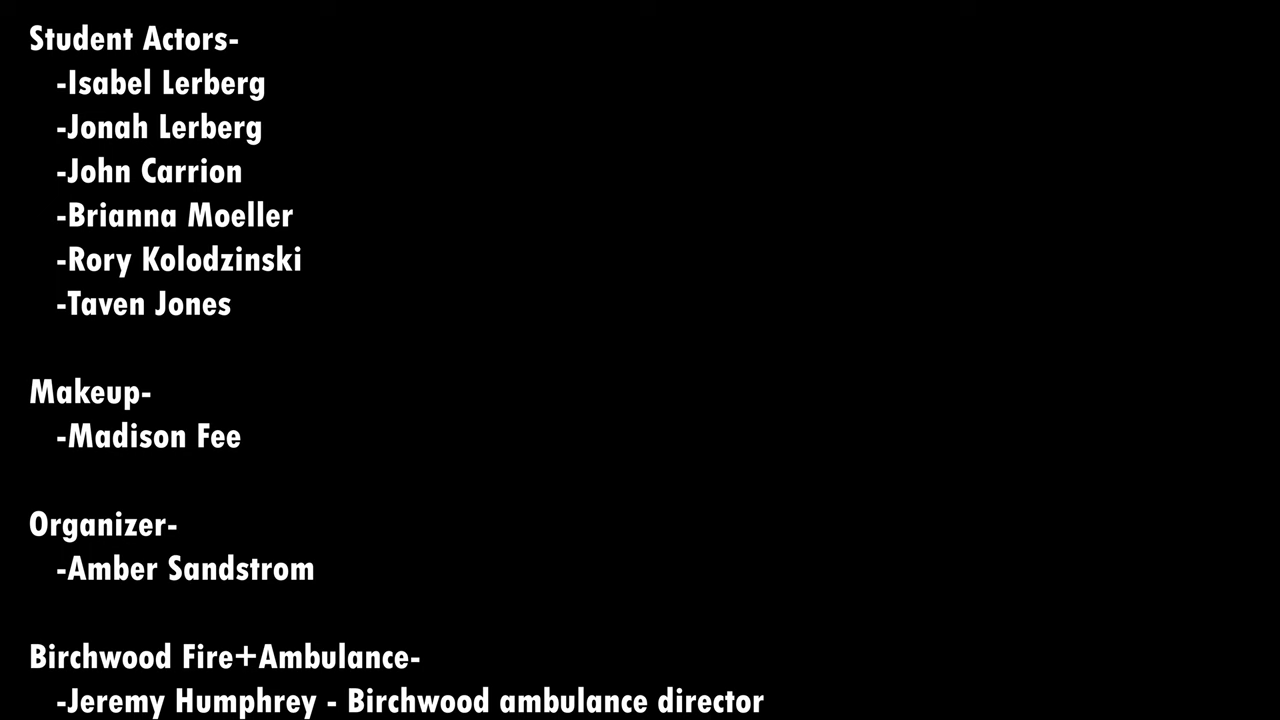 Student Actors-
-Isabel Lerberg
-Jonah Lerberg
-John Carrion
-Brianna Moeller
-Rory Kolodzinski
-Taven Jones
Makeup-
-Madison Fee
Organizer-
-Amber Sandstrom
Birchwood Fire+Ambulance-
-Jeremy Humphrey - Birchwood ambulance director